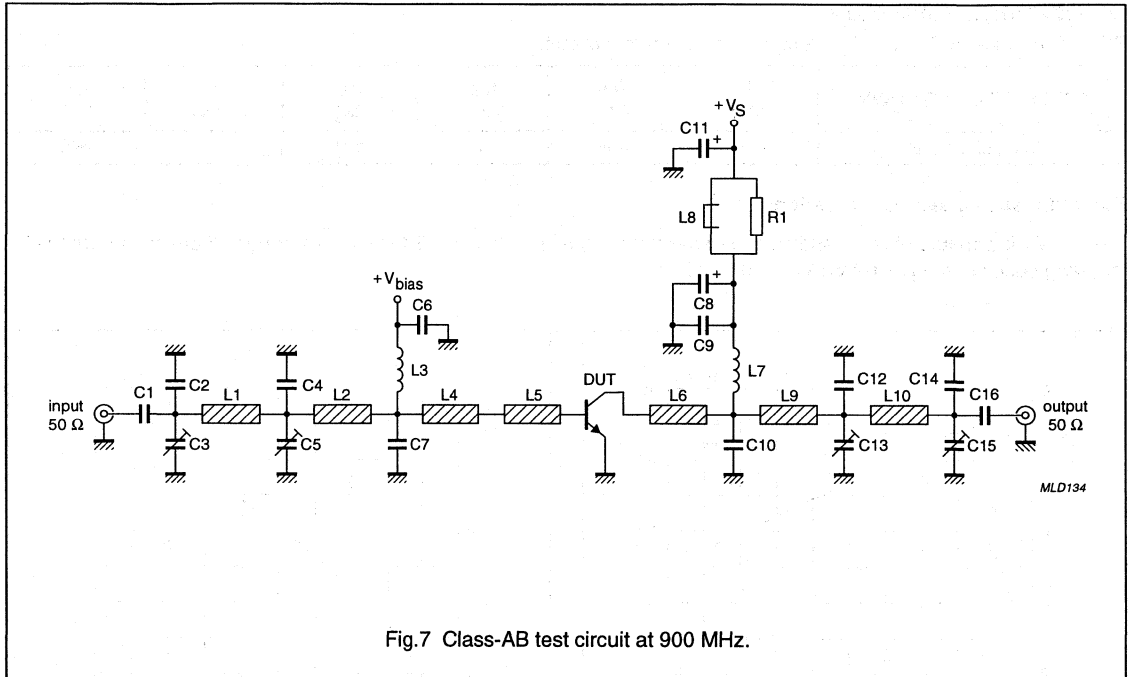 +VS
C11
+
L8
R1
+
C8
C9
+Vbias
C6
L3
L7
DUT
input
50 Ω
C1
C2
L1
C3
C4
L2
C5
L4
L5
C7
L6
C10
L9
C12
C13
L10
C14
C16
C15
output
50 Ω
MLD134
Fig.7 Class-AB test circuit at 900 MHz.